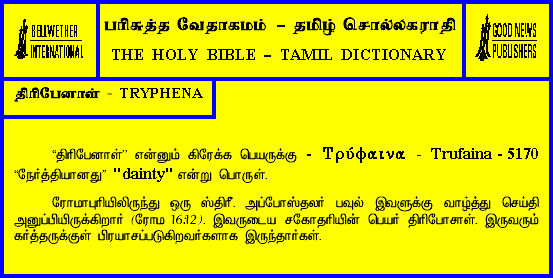 BELLWETHER
INTERNATIONAL
பரிசுத்த வேதாகமம் – தமிழ் சொல்லகராதி
THE HOLY BIBLE – TAMIL DICTIONARY
GOOD NEWS
PUBLISHERS
திரிபேனாள் - TRYPHENA
“திரிபேனாள்” என்னும் கிரேக்க பெயருக்கு - Τρύφαινα - Trufaina - 5170
“நேர்த்தியானது” "dainty" என்று பொருள்.
ரோமாபுரியிலிருந்து ஒரு ஸ்திரீ. அப்போஸ்தலர் பவுல் இவளுக்கு வாழ்த்து செய்தி
அனுப்பியிருக்கிறார் (ரோம 16:12). இவருடைய சகோதரியின் பெயர் திரிபோசாள். இருவரும்
கர்த்தருக்குள் பிரயாசப்படுகிறவர்களாக இருந்தார்கள்.